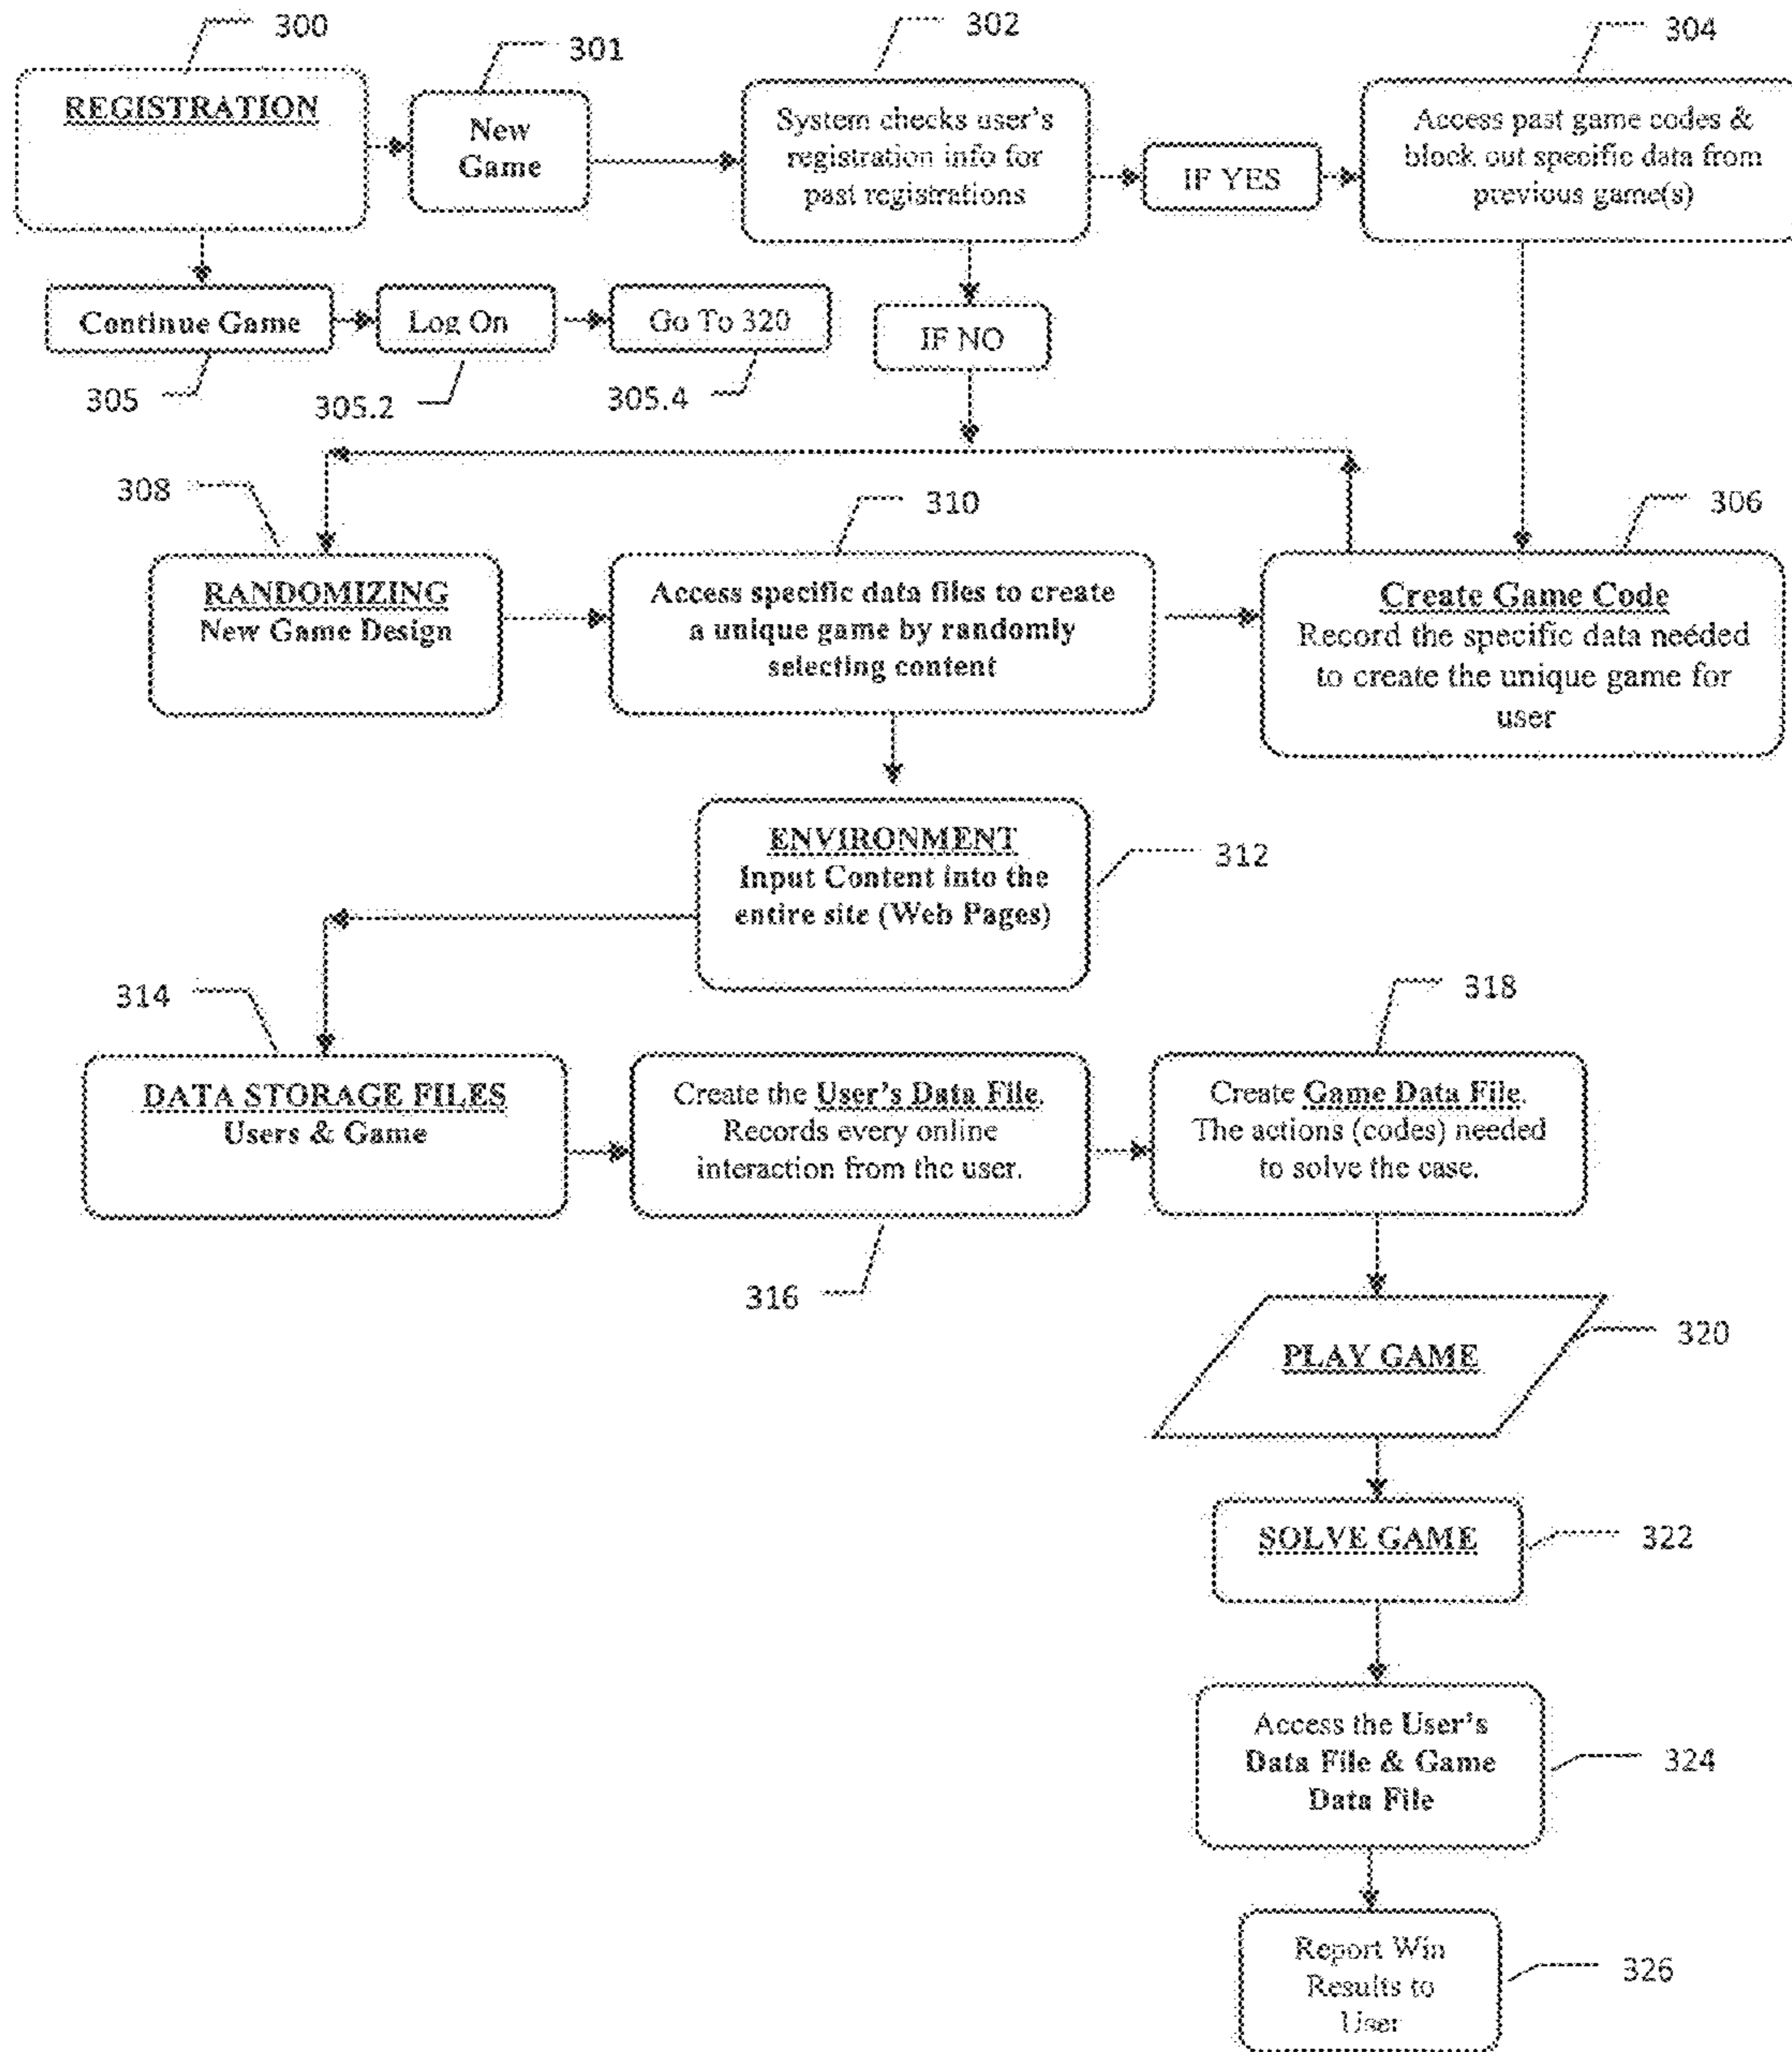 300
301
302
304
REGISTRATION
New
Game
System checks user's
registration info for
past registrations
IF YES
Access past game codes &
block out specific data from
previous game(s)
Continue Game
Log On
Go To 320
IF NO
305
305.2
305.4
308
310
306
RANDOMIZING
New Game Design
Access specific data files to create
a unique game by randomly
selecting content
Create Game Code
Record the specific data needed
to create the unique game for
user
ENVIRONMENT
Input Content into the
entire site (Web Pages)
312
314
318
DATA STORAGE FILES
Users & Game
Create the User's Data File.
Records every online
interaction from the user.
Create Game Data File.
The actions (codes) needed
to solve the case.
316
PLAY GAME
320
SOLVE GAME
322
Access the User's
Data File & Game
Data File
324
Report Win
Results to
User
326